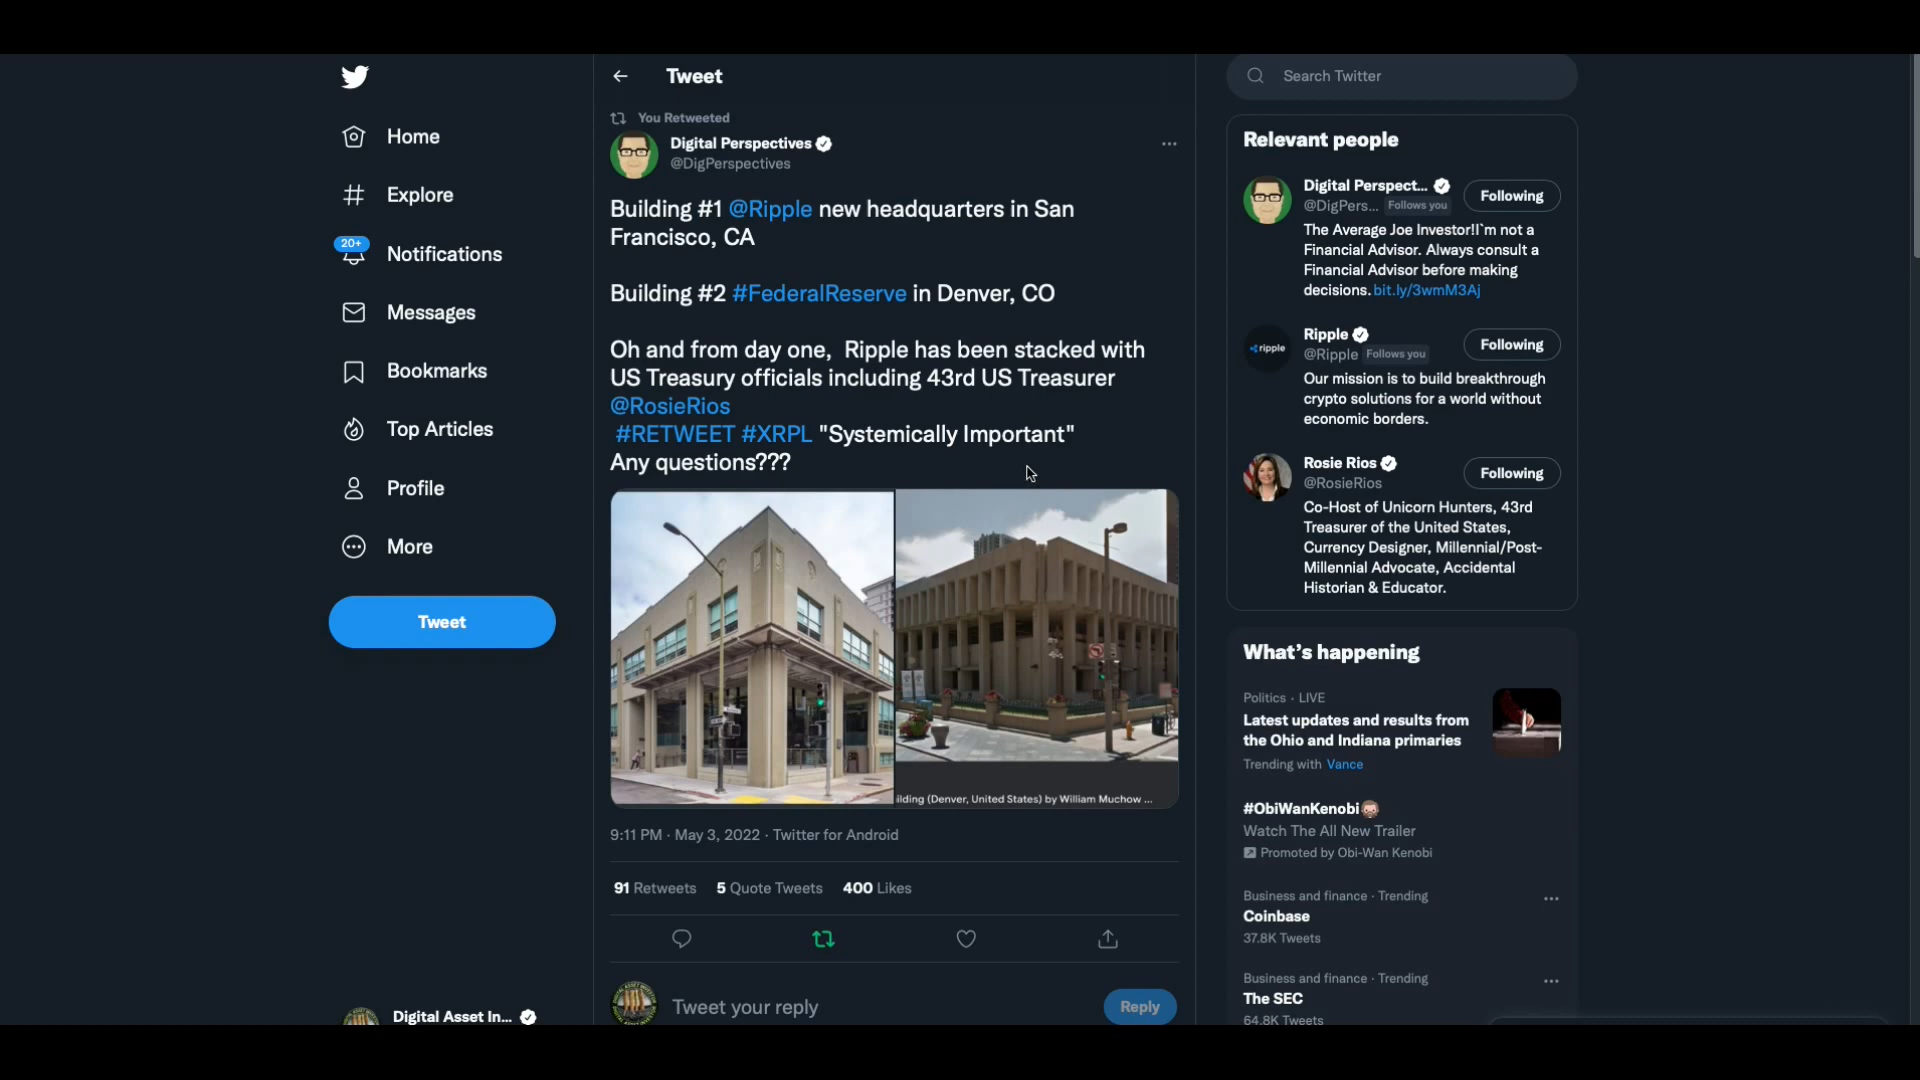 Home
Explore
20+
Notifications
Messages
Bookmarks
Top Articles
Profile
More
Tweet
Digital Asset In...
Tweet
You Retweeted
Digital Perspectives
@DigPerspectives
Building #1 @Ripple new headquarters in San
Francisco, CA
Building #2 #FederalReserve in Denver, CO
Oh and from day one, Ripple has been stacked with
US Treasury officials including 43rd US Treasurer
@RosieRios
#RETWEET #XRPL "Systemically Important"
Any questions???
ilding (Denver, United States) by William Muchow ...
9:11 PM · May 3, 2022 · Twitter for Android
91 Retweets 5 Quote Tweets 400 Likes
Tweet your reply
Reply
Search Twitter
Relevant people
Digital Perspect...
@DigPers... Follows you
Following
The Average Joe Investor!I`m not a
Financial Advisor. Always consult a
Financial Advisor before making
decisions. bit.ly/3wmM3Aj
ripple
Ripple
@Ripple Follows you
Following
Our mission is to build breakthrough
crypto solutions for a world without
economic borders.
Rosie Rios
@RosieRios
Following
Co-Host of Unicorn Hunters, 43rd
Treasurer of the United States,
Currency Designer, Millennial/Post-
Millennial Advocate, Accidental
Historian & Educator.
What's happening
Politics · LIVE
Latest updates and results from
the Ohio and Indiana primaries
Trending with Vance
#ObiWanKenobi
Watch The All New Trailer
Promoted by Obi-Wan Kenobi
Business and finance · Trending
Coinbase
37.8K Tweets
Business and finance · Trending
The SEC
64.8K Tweets